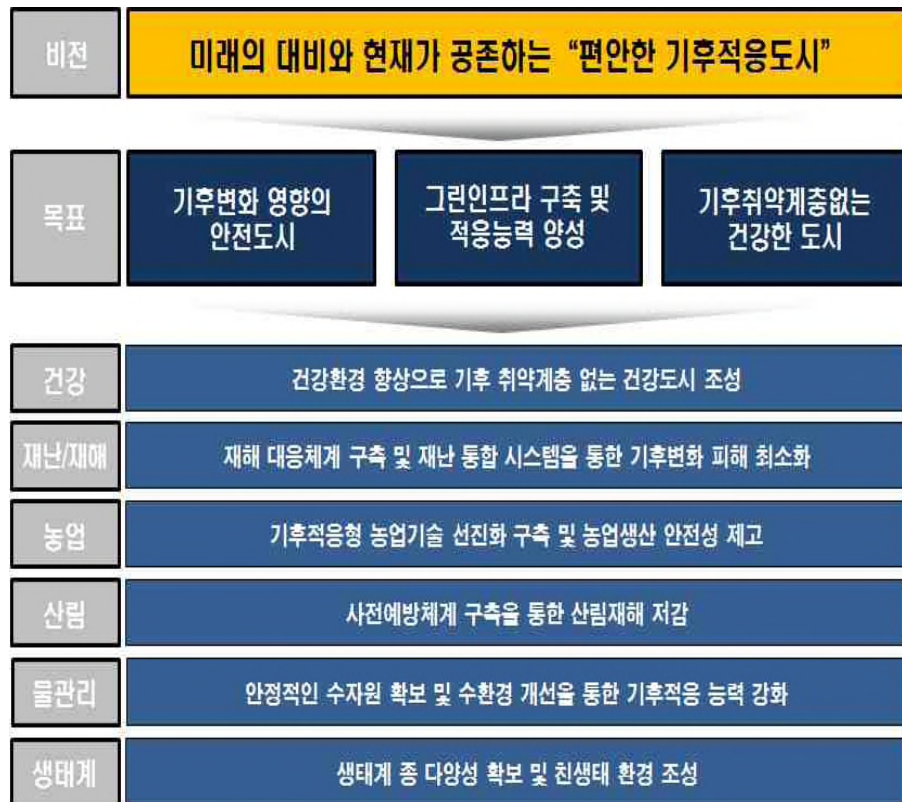 비전
미래의 대비와 현재가 공존하는 “편안한 기후적응도시”
목표
기후변화 영향의
안전도시
그린인프라 구축 및
적응능력 양성
기후취약계층없는
건강한 도시
건강
건강환경 향상으로 기후 취약계층 없는 건강도시 조성
재난/재해
재해 대응체계 구축 및 재난 통합 시스템을 통한 기후변화 피해 최소화
농업
기후적응형 농업기술 선진화 구축 및 농업생산 안전성 제고
산림
사전예방체계 구축을 통한 산림재해 저감
물관리
안정적인 수자원 확보 및 수환경 개선을 통한 기후적응 능력 강화
생태계
생태계 종 다양성 확보 및 친생태 환경 조성